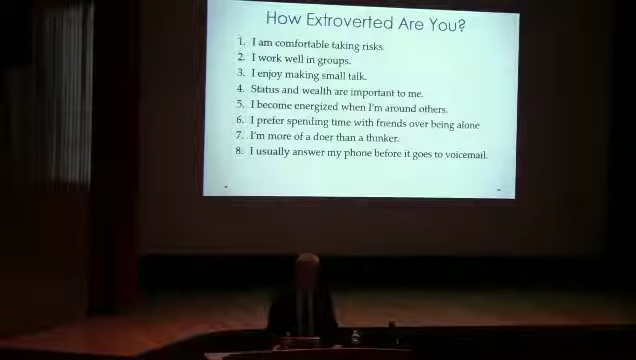 How Extroverted Are You?
1. I am comfortable taking risks.
2. I work well in groups.
3. I enjoy making small talk.
4. Status and wealth are important to me.
5. I become energized when I'm around others.
6. I prefer spending time with friends over being alone
7. I'm more of a doer than a thinker.
8. I usually answer my phone before it goes to voicemail.